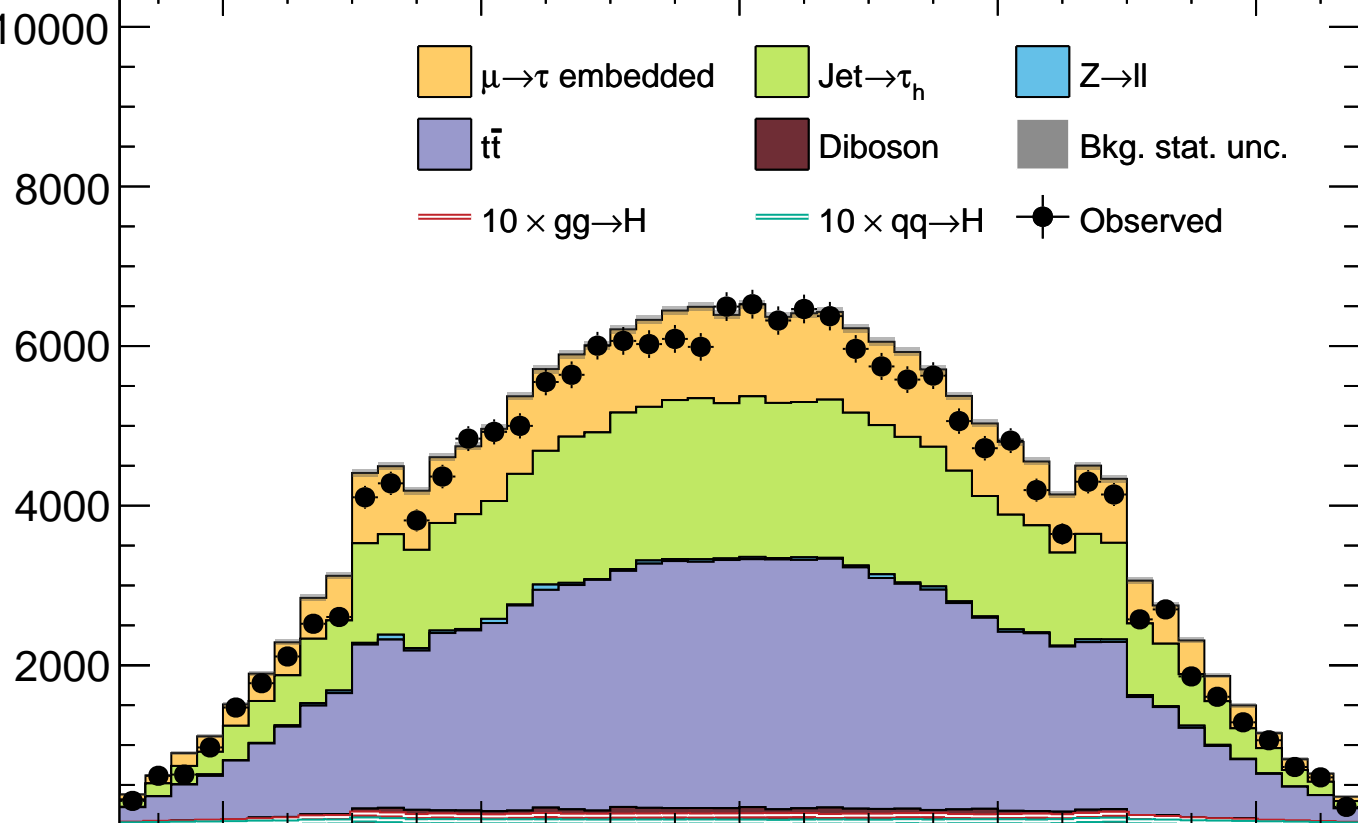 10000
μ→τ embedded Jet→τₕ Z→ll
8000
tt̄ Diboson Bkg. stat. unc.
10 × gg→H 10 × qq→H Observed
6000
4000
2000